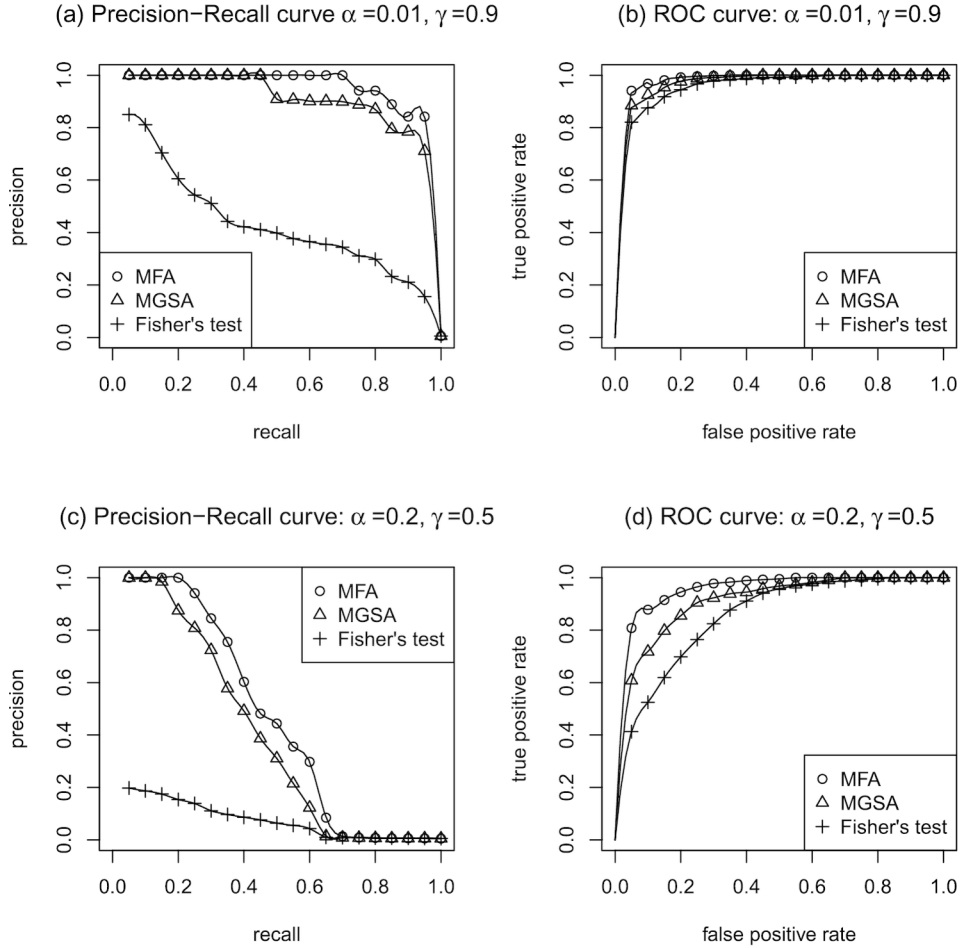 (a) Precision−Recall curve α =0.01, γ =0.9
precision
0.0 0.2 0.4 0.6 0.8 1.0
MFA
MGSA
Fisher's test
0.0 0.2 0.4 0.6 0.8 1.0
recall
(b) ROC curve: α =0.01, γ =0.9
true positive rate
0.0 0.2 0.4 0.6 0.8 1.0
MFA
MGSA
Fisher's test
0.0 0.2 0.4 0.6 0.8 1.0
false positive rate
(c) Precision−Recall curve: α =0.2, γ =0.5
precision
0.0 0.2 0.4 0.6 0.8 1.0
MFA
MGSA
Fisher's test
0.0 0.2 0.4 0.6 0.8 1.0
recall
(d) ROC curve: α =0.2, γ =0.5
true positive rate
0.0 0.2 0.4 0.6 0.8 1.0
MFA
MGSA
Fisher's test
0.0 0.2 0.4 0.6 0.8 1.0
false positive rate